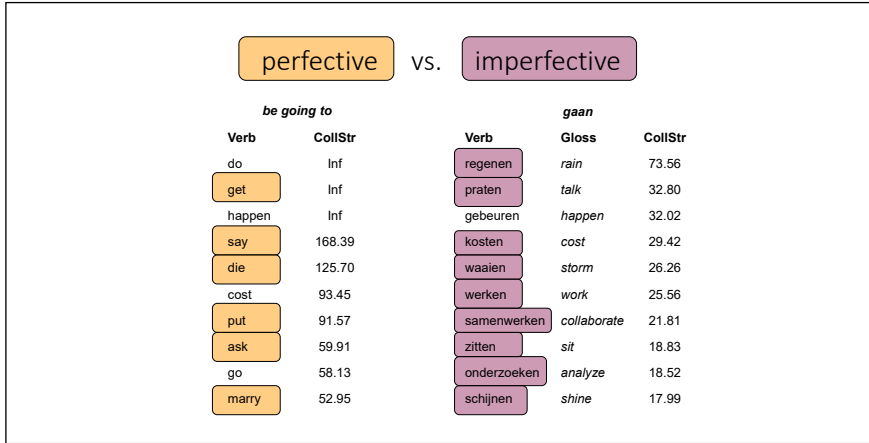 perfective vs. imperfective
be going to gaan
Verb CollStr Verb Gloss CollStr
do Inf regenen rain 73.56
get Inf praten talk 32.80
happen Inf gebeuren happen 32.02
say 168.39 kosten cost 29.42
die 125.70 waaien storm 26.26
cost 93.45 werken work 25.56
put 91.57 samenwerken collaborate 21.81
ask 59.91 zitten sit 18.83
go 58.13 onderzoeken analyze 18.52
marry 52.95 schijnen shine 17.99